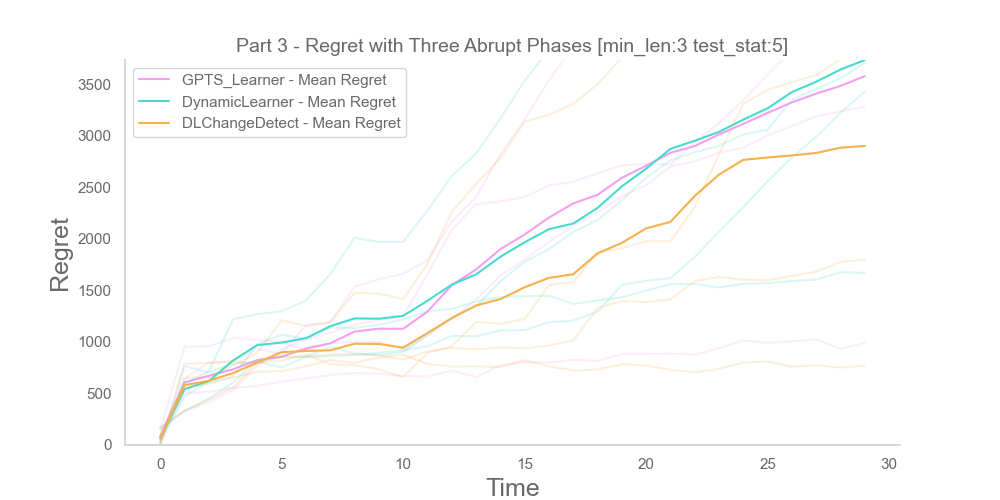 Part 3 - Regret with Three Abrupt Phases [min_len:3 test_stat:5]
GPTS_Learner - Mean Regret
DynamicLearner - Mean Regret
DLChangeDetect - Mean Regret
Regret
3500
3000
2500
2000
1500
1000
500
0
0 5 10 15 20 25 30
Time